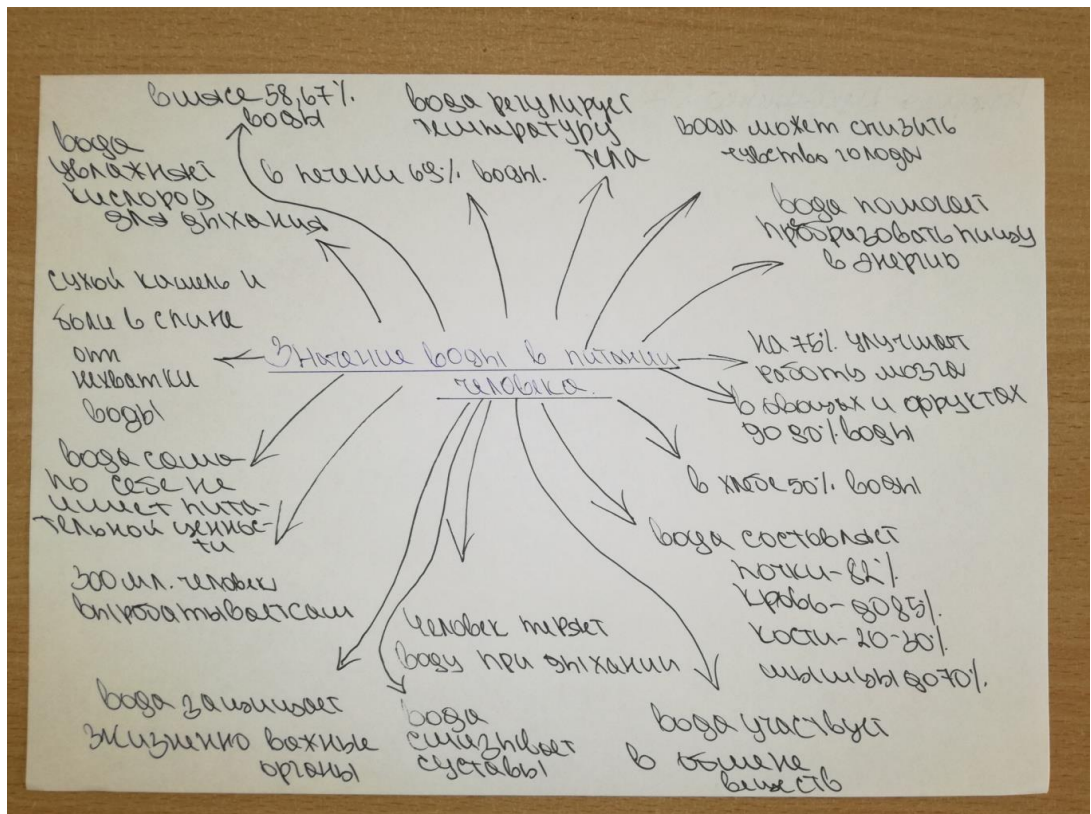 в мясе 58,67%.
воды
вода регулирует
температуру
тела
вода может снизить
чувство голода
вода
увлажняет
кислород
для дыхания
в печени 69%. воды.
вода помогает
преобразовать пищу
в энергию
сухой кашель и
боли в спине
от
нехватки
воды
Значение воды в питании
человека.
на 75%. улучшает
работь мозга
в овощах и фруктах
до 90%. воды
вода сама
по себе не
имеет пита-
тельной ценнос-
ти
в хлебе 50%. воды
вода составляет
почки-82%.
кровь-до 85%.
кости-20-30%.
мышцы до 70%.
300 мл. человек
вырабатывает сам
человек теряет
воду при дыхании
вода защищает
жизненно важные
органы
вода
смазывает
суставы
вода участвует
в обмене
веществ